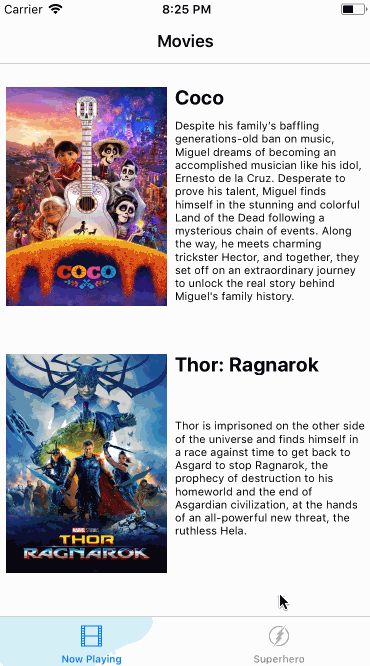 Carrier 8:25 PM
Movies
Coco
Despite his family's baffling
generations-old ban on music,
Miguel dreams of becoming an
accomplished musician like his idol,
Ernesto de la Cruz. Desperate to
prove his talent, Miguel finds
himself in the stunning and colorful
Land of the Dead following a
mysterious chain of events. Along
the way, he meets charming
trickster Hector, and together, they
set off on an extraordinary journey
to unlock the real story behind
Miguel's family history.
COCO
Thor: Ragnarok
Thor is imprisoned on the other side
of the universe and finds himself in
a race against time to get back to
Asgard to stop Ragnarok, the
prophecy of destruction to his
homeworld and the end of
Asgardian civilization, at the hands
of an all-powerful new threat, the
ruthless Hela.
MARVEL STUDIOS
THOR
RAGNAROK
Now Playing
Superhero